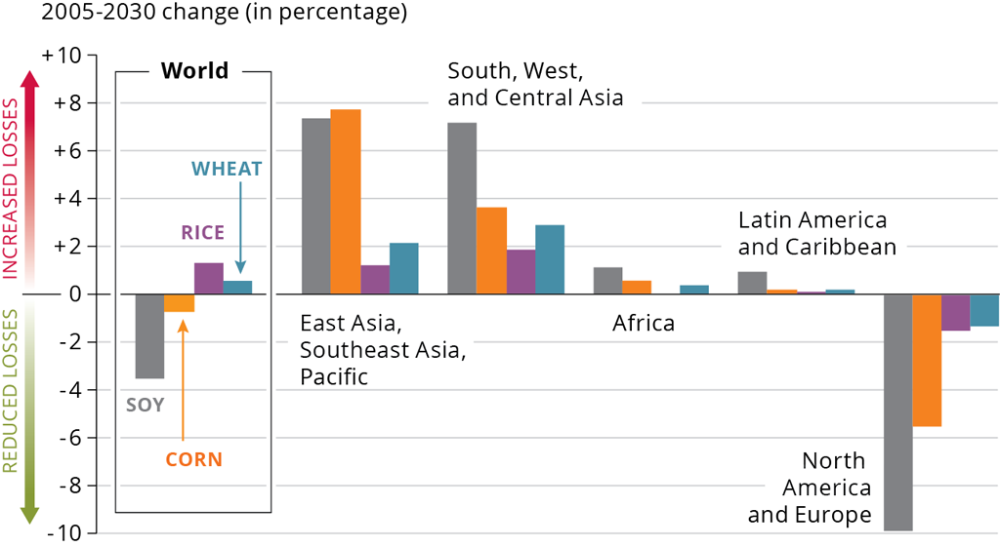 2005-2030 change (in percentage)
+10
+8
+6
+4
+2
0
-2
-4
-6
-8
-10
INCREASED LOSSES
REDUCED LOSSES
World
WHEAT
RICE
SOY
CORN
East Asia,
Southeast Asia,
Pacific
South, West,
and Central Asia
Africa
Latin America
and Caribbean
North
America
and Europe